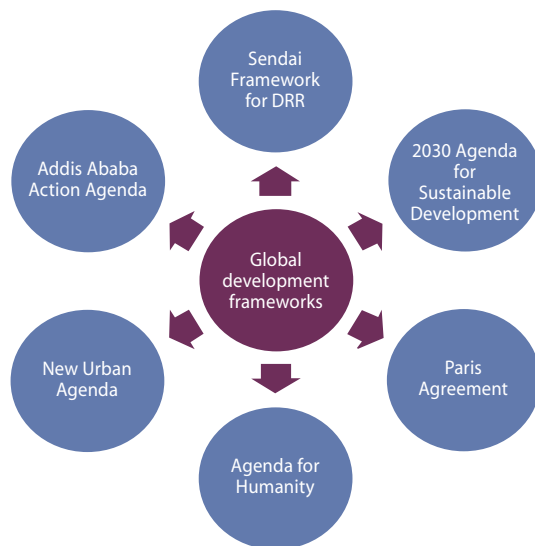 Sendai
Framework
for DRR
2030 Agenda
for
Sustainable
Development
Paris
Agreement
Agenda for
Humanity
New Urban
Agenda
Addis Ababa
Action Agenda
Global
development
frameworks